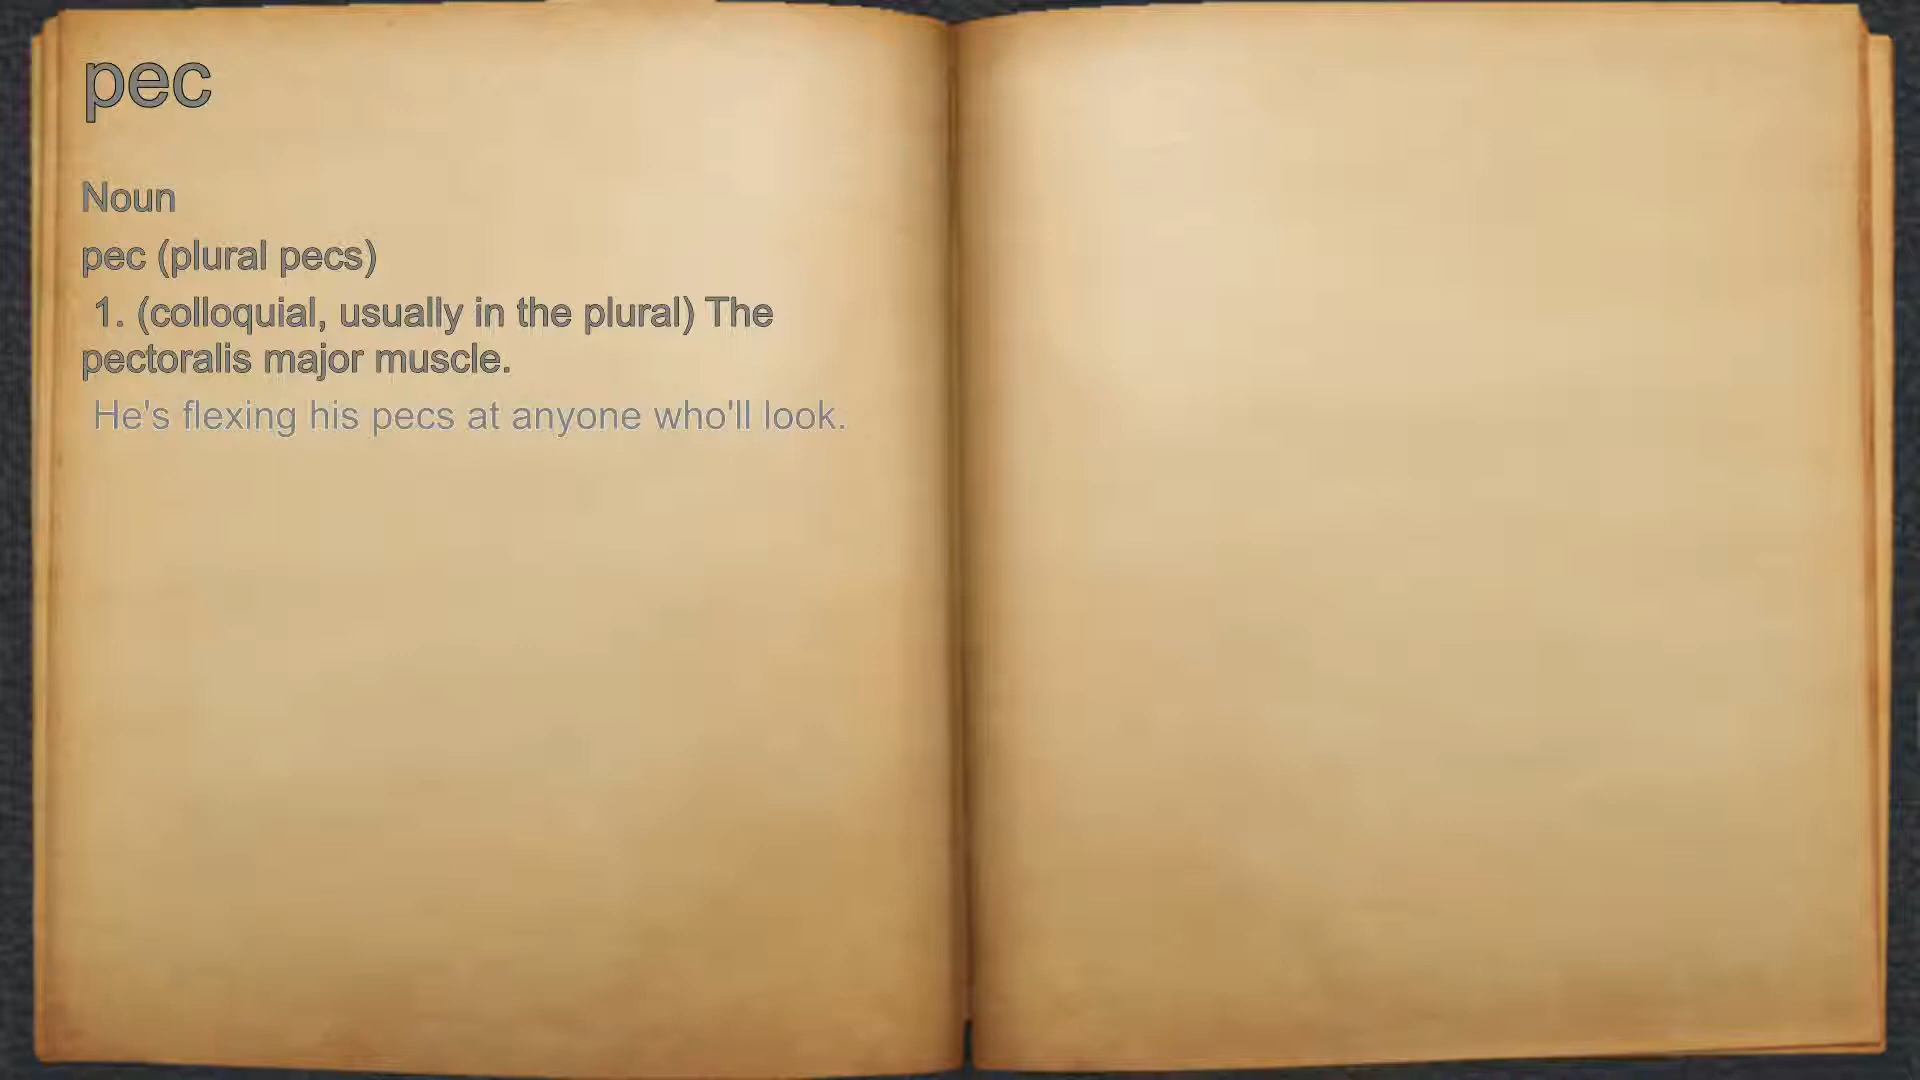 pec
Noun
pec (plural pecs)
1. (colloquial, usually in the plural) The
pectoralis major muscle.
He's flexing his pecs at anyone who'll look.